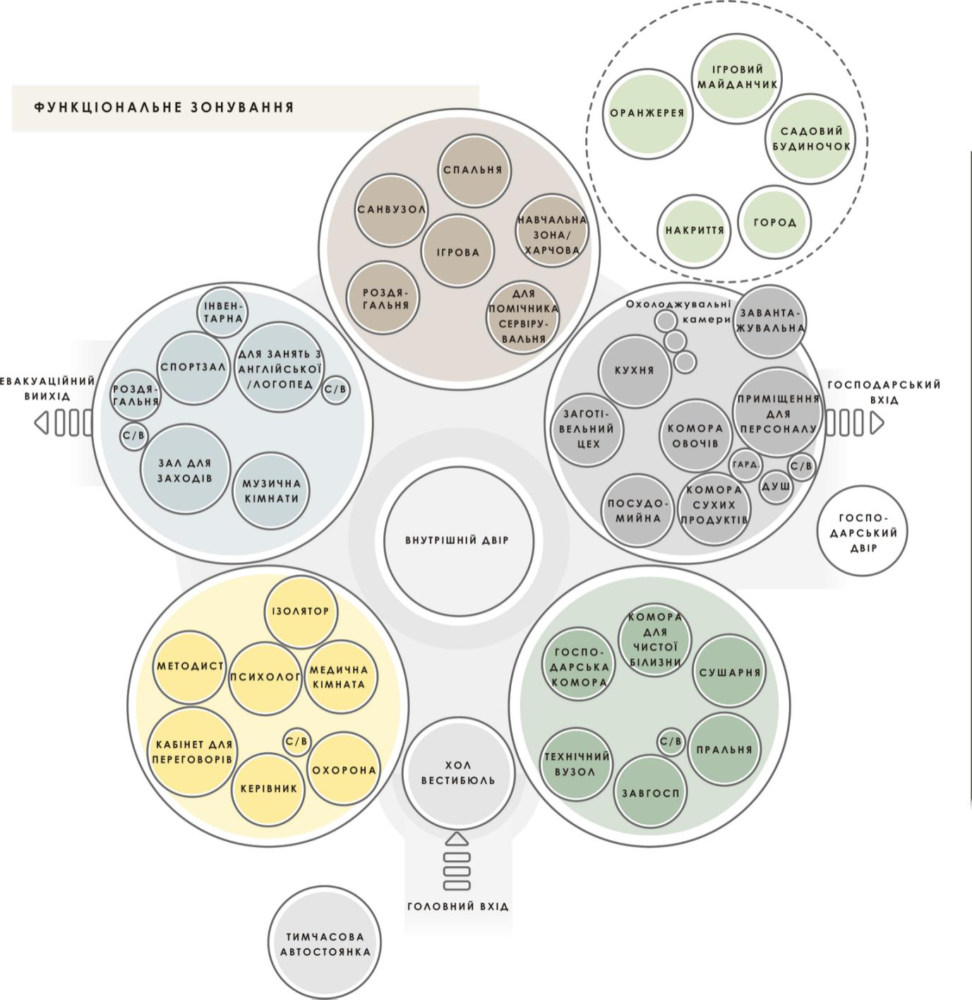 ФУНКЦІОНАЛЬНЕ ЗОНУВАННЯ
ІГРОВИЙ
МАЙДАНЧИК
ОРАНЖЕРЕЯ
САДОВИЙ
БУДИНОЧОК
НАКРИТТЯ
ГОРОД
СПАЛЬНЯ
САНВУЗОЛ
НАВЧАЛЬНА
ЗОНА/
ХАРЧОВА
ІГРОВА
РОЗДЯ-
ГАЛЬНЯ
ДЛЯ
ПОМІЧНИКА
СЕРВІРУ-
ВАЛЬНЯ
ІНВЕН-
ТАРНА
СПОРТЗАЛ
ДЛЯ ЗАНЯТЬ З
АНГЛІЙСЬКОЇ
/ЛОГОПЕД
С/В
РОЗДЯ-
ГАЛЬНЯ
С/В
ЗАЛ ДЛЯ
ЗАХОДІВ
МУЗИЧНА
КІМНАТИ
ЕВАКУАЦІЙНИЙ
ВИИХІД
Охолоджувальні
камери
ЗАВАНТА-
ЖУВАЛЬНА
КУХНЯ
ЗАГОТІ-
ВЕЛЬНИЙ
ЦЕХ
КОМОРА
ОВОЧІВ
ПРИМІЩЕННЯ
ДЛЯ
ПЕРСОНАЛУ
ГАРД.
С/В
ДУШ
ПОСУДО-
МИЙНА
КОМОРА
СУХИХ
ПРОДУКТІВ
ГОСПОДАРСЬКИЙ
ВХІД
ГОСПО-
ДАРСЬКИЙ
ДВІР
ВНУТРІШНІЙ ДВІР
ІЗОЛЯТОР
МЕТОДИСТ
ПСИХОЛОГ
МЕДИЧНА
КІМНАТА
КАБІНЕТ ДЛЯ
ПЕРЕГОВОРІВ
С/В
КЕРІВНИК
ОХОРОНА
КОМОРА
ДЛЯ
ЧИСТОЇ
БІЛИЗНИ
ГОСПО-
ДАРСЬКА
КОМОРА
СУШАРНЯ
ТЕХНІЧНИЙ
ВУЗОЛ
С/В
ПРАЛЬНЯ
ЗАВГОСП
ХОЛ
ВЕСТИБЮЛЬ
ГОЛОВНИЙ ВХІД
ТИМЧАСОВА
АВТОСТОЯНКА